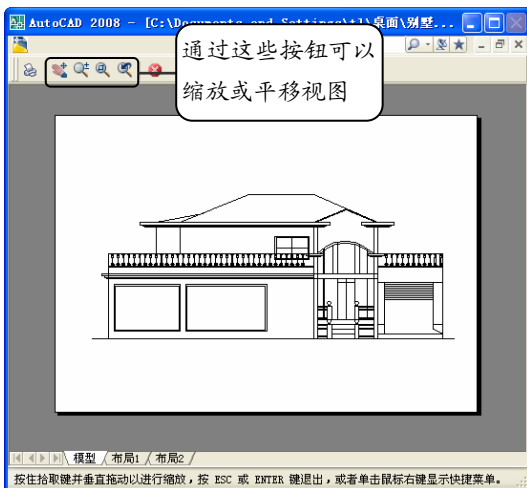 AutoCAD 2008 - [C:\Documents and Settings\tl\桌面\别墅...
通过这些按钮可以
缩放或平移视图
模型 / 布局1 / 布局2 /
按住拾取键并垂直拖动以进行缩放，按 ESC 或 ENTER 键退出，或者单击鼠标右键显示快捷菜单。